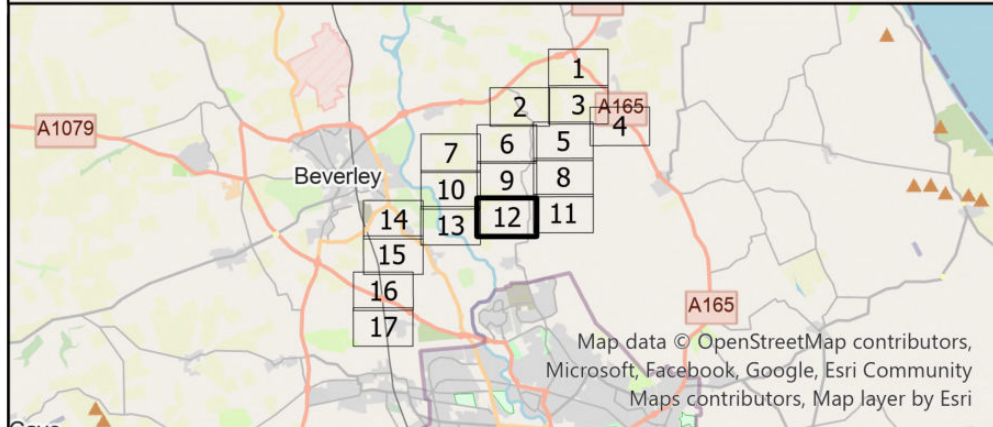 1
2
3
A165
4
A1079
5
6
7
8
9
Beverley
10
11
12
13
14
15
16
17
A165
Map data © OpenStreetMap contributors,
Microsoft, Facebook, Google, Esri Community
Maps contributors, Map layer by Esri